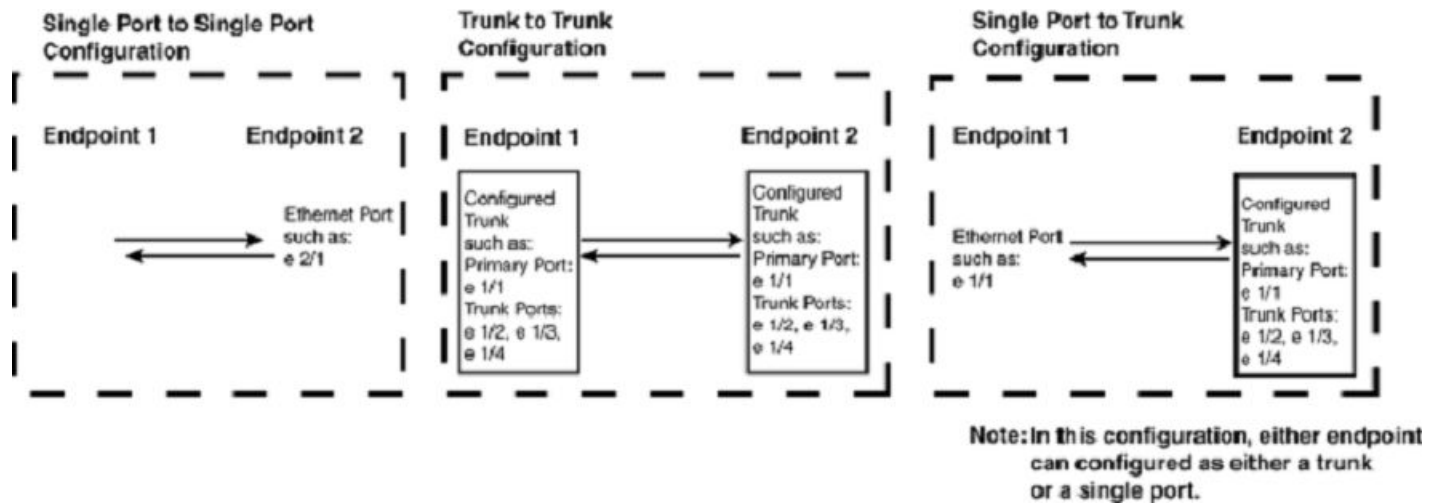 Single Port to Single Port
Configuration
Endpoint 1
Endpoint 2
Ethernet Port
such as:
e 2/1
Trunk to Trunk
Configuration
Endpoint 1
Endpoint 2
Configured
Trunk
such as:
Primary Port:
e 1/1
Trunk Ports:
e 1/2, e 1/3,
e 1/4
Configured
Trunk
such as:
Primary Port:
e 1/1
Trunk Ports:
e 1/2, e 1/3,
e 1/4
Single Port to Trunk
Configuration
Endpoint 1
Endpoint 2
Ethernet Port
such as:
e 1/1
Configured
Trunk
such as:
Primary Port:
e 1/1
Trunk Ports:
e 1/2, e 1/3,
e 1/4
Note: In this configuration, either endpoint
can configured as either a trunk
or a single port.